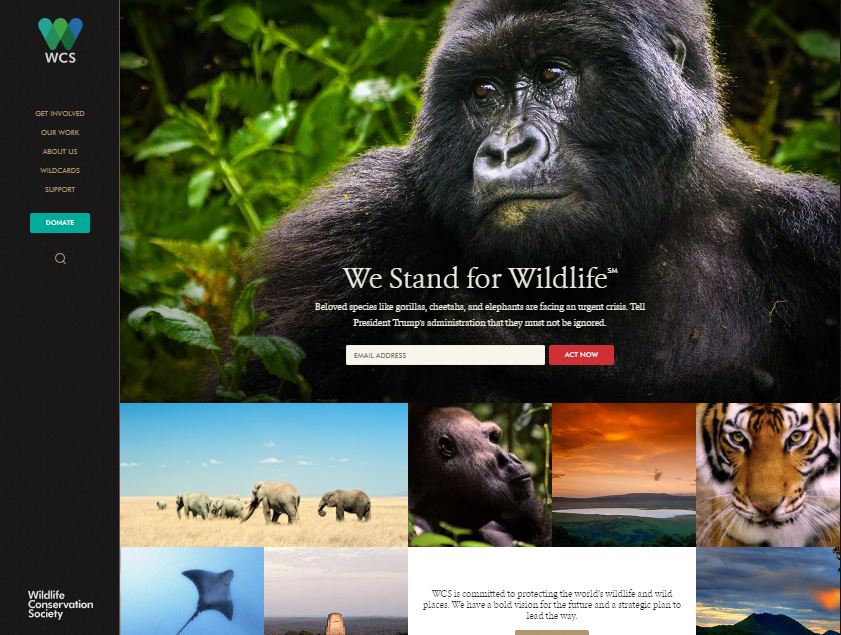 WCS
GET INVOLVED
OUR WORK
ABOUT US
WILDCARDS
SUPPORT
DONATE
We Stand for Wildlife℠
Beloved species like gorillas, cheetahs, and elephants are facing an urgent crisis. Tell
President Trump's administration that they must not be ignored.
EMAIL ADDRESS
ACT NOW
WCS is committed to protecting the world's wildlife and wild
places. We have a bold vision for the future and a strategic plan to
lead the way.
Wildlife
Conservation
Society